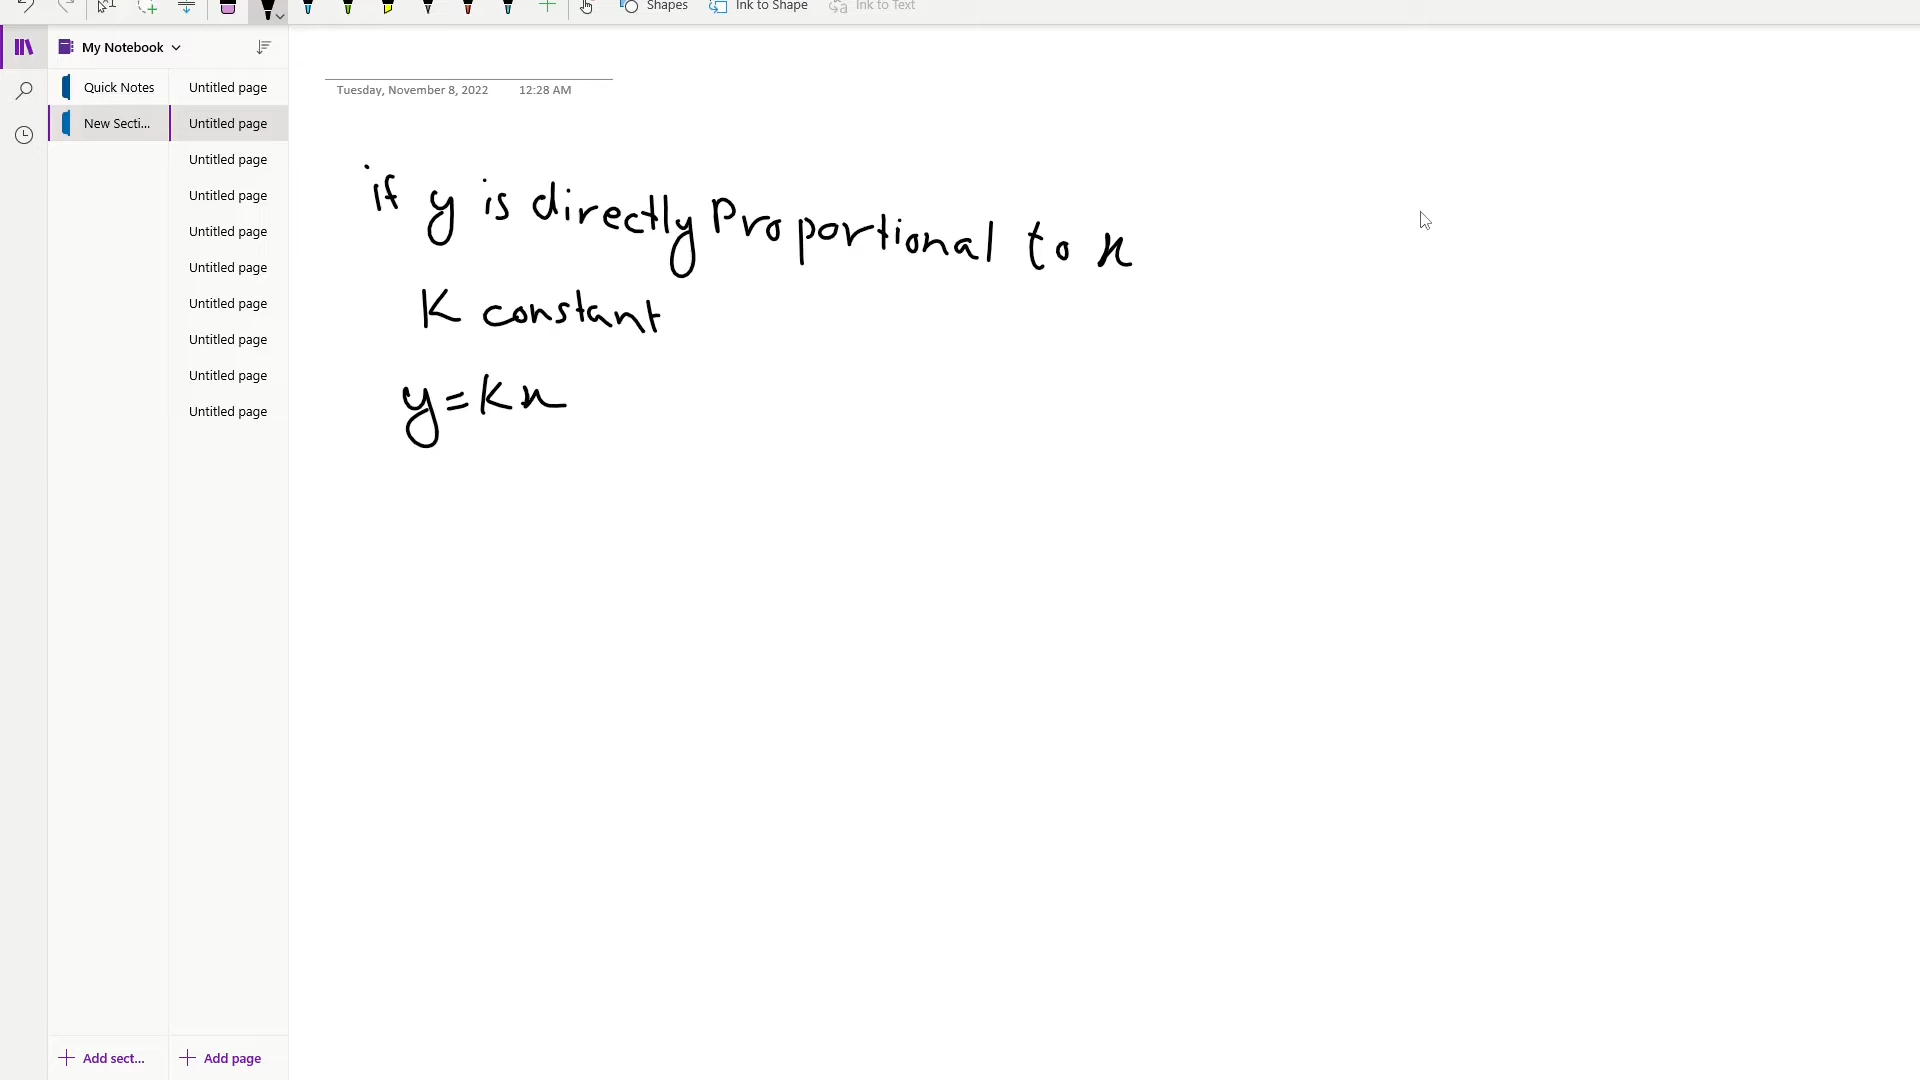 Shapes Ink to Shape Ink to Text
My Notebook
Quick Notes
New Secti...
Untitled page
Untitled page
Untitled page
Untitled page
Untitled page
Untitled page
Untitled page
Untitled page
Untitled page
Untitled page
Tuesday, November 8, 2022 12:28 AM
if y is directly Proportional to x
K constant
y=Kx
Add sect...
Add page